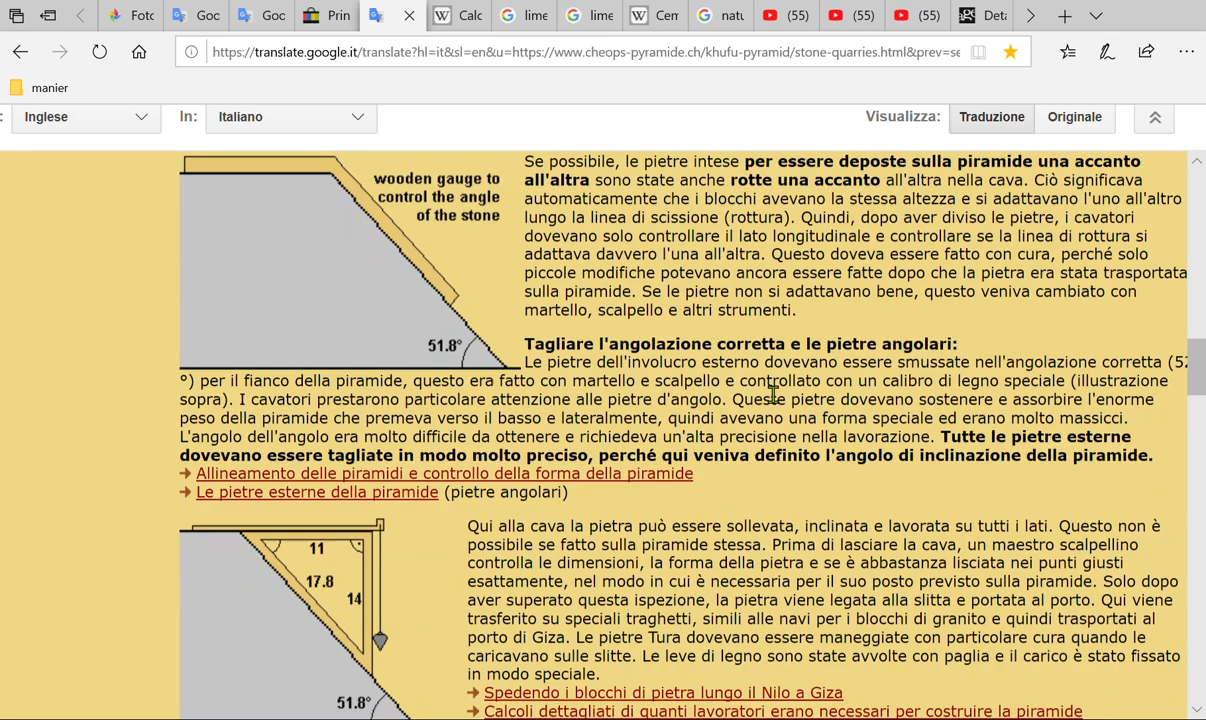 Foto
Goc
Goc
Prin
Calc
lime
lime
Cem
natu
(55)
(55)
(55)
Deta
https://translate.google.it/translate?hl=it&sl=en&u=https://www.cheops-pyramide.ch/khufu-pyramid/stone-quarries.html&prev=se
manier
: Inglese In: Italiano Visualizza: Traduzione Originale
wooden gauge to
control the angle
of the stone
51.8°
Se possibile, le pietre intese per essere deposte sulla piramide una accanto
all'altra sono state anche rotte una accanto all'altra nella cava. Ciò significava
automaticamente che i blocchi avevano la stessa altezza e si adattavano l'uno all'altro
lungo la linea di scissione (rottura). Quindi, dopo aver diviso le pietre, i cavatori
dovevano solo controllare il lato longitudinale e controllare se la linea di rottura si
adattava davvero l'una all'altra. Questo doveva essere fatto con cura, perché solo
piccole modifiche potevano ancora essere fatte dopo che la pietra era stata trasportata
sulla piramide. Se le pietre non si adattavano bene, questo veniva cambiato con
martello, scalpello e altri strumenti.
Tagliare l'angolazione corretta e le pietre angolari:
Le pietre dell'involucro esterno dovevano essere smussate nell'angolazione corretta (52
°) per il fianco della piramide, questo era fatto con martello e scalpello e controllato con un calibro di legno speciale (illustrazione
sopra). I cavatori prestarono particolare attenzione alle pietre d'angolo. Queste pietre dovevano sostenere e assorbire l'enorme
peso della piramide che premeva verso il basso e lateralmente, quindi avevano una forma speciale ed erano molto massicci.
L'angolo dell'angolo era molto difficile da ottenere e richiedeva un'alta precisione nella lavorazione. Tutte le pietre esterne
dovevano essere tagliate in modo molto preciso, perché qui veniva definito l'angolo di inclinazione della piramide.
Allineamento delle piramidi e controllo della forma della piramide
Le pietre esterne della piramide (pietre angolari)
11
17.8
14
51.8°
Qui alla cava la pietra può essere sollevata, inclinata e lavorata su tutti i lati. Questo non è
possibile se fatto sulla piramide stessa. Prima di lasciare la cava, un maestro scalpellino
controlla le dimensioni, la forma della pietra e se è abbastanza lisciata nei punti giusti
esattamente, nel modo in cui è necessaria per il suo posto previsto sulla piramide. Solo dopo
aver superato questa ispezione, la pietra viene legata alla slitta e portata al porto. Qui viene
trasferito su speciali traghetti, simili alle navi per i blocchi di granito e quindi trasportati al
porto di Giza. Le pietre Tura dovevano essere maneggiate con particolare cura quando le
caricavano sulle slitte. Le leve di legno sono state avvolte con paglia e il carico è stato fissato
in modo speciale.
Spedendo i blocchi di pietra lungo il Nilo a Giza
Calcoli dettagliati di quanti lavoratori erano necessari per costruire la piramide